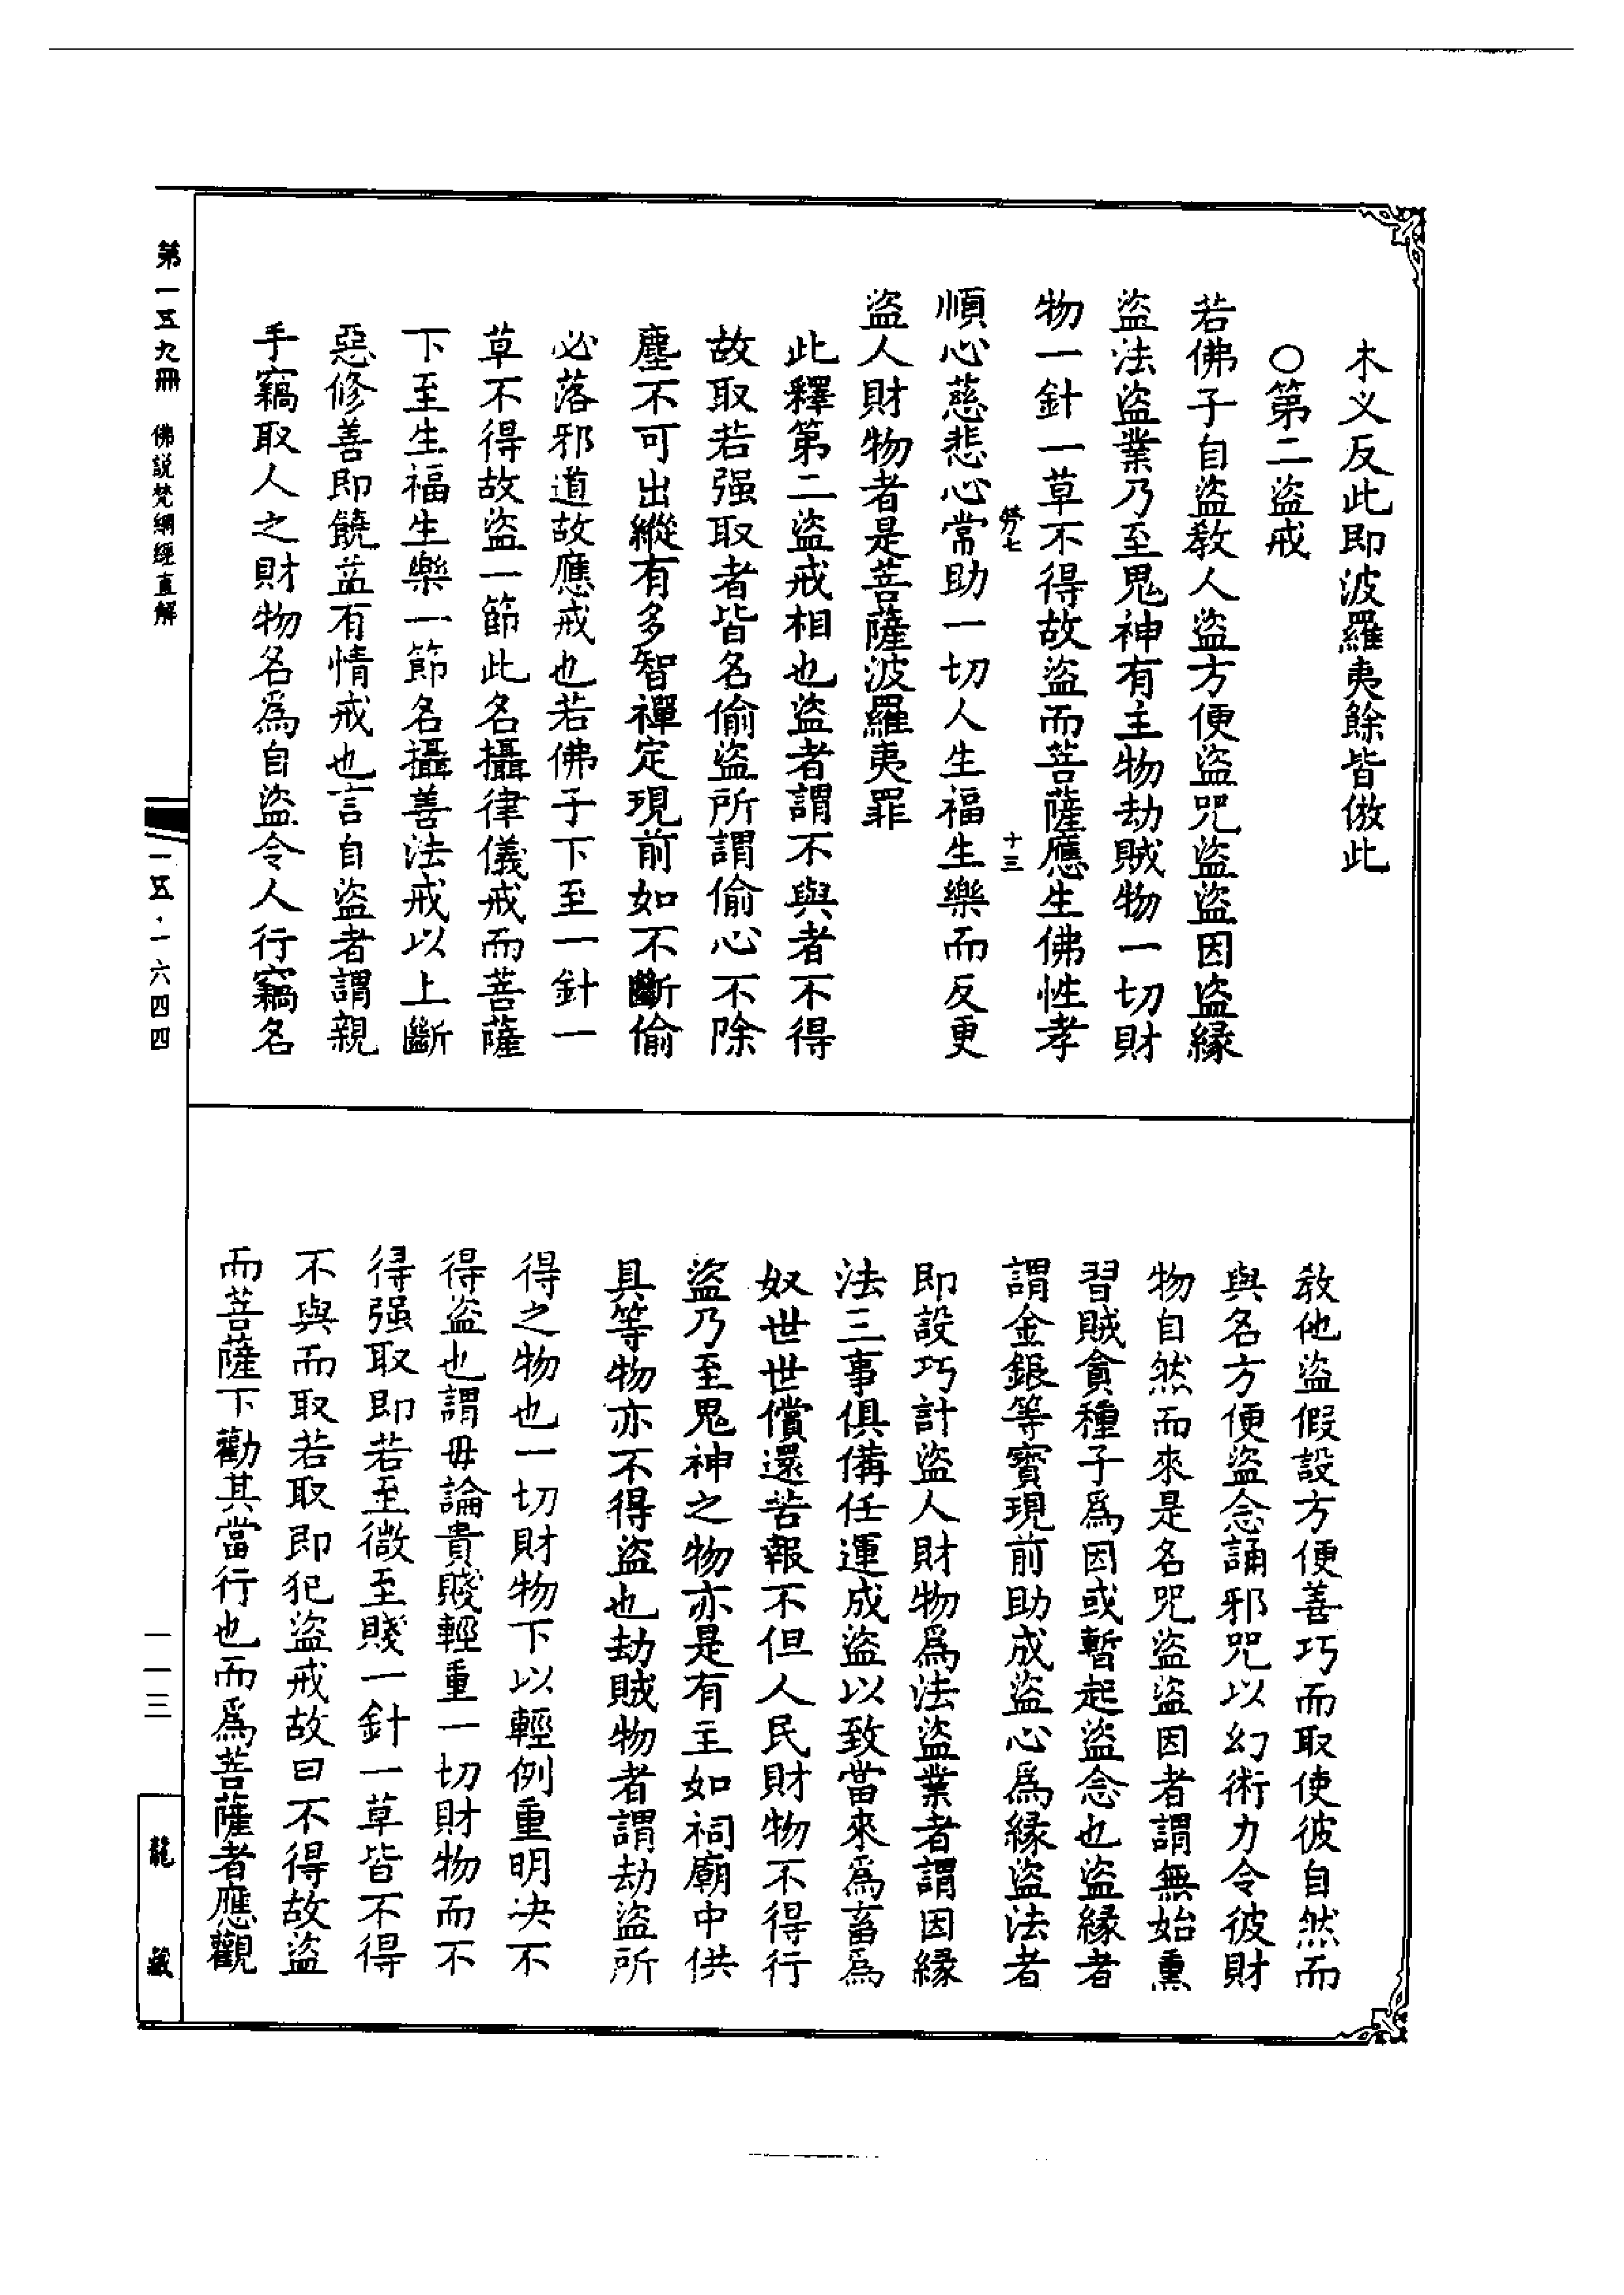 木义反此即波羅夷餘皆倣此
○第二盜戒
若佛子自盜教人盜方便盜咒盜盜因盜緣
盜法盜業乃至鬼神有主物劫賊物一切財
物一針一草不得故盜而菩薩應生佛性孝
十三
順心慈悲心常助一切人生福生樂而反更
盜人財物者是菩薩波羅夷罪
此釋第二盜戒相也盜者謂不與者不得
故取若强取者皆名偷盜所謂偷心不除
塵不可出縱有多智禪定現前如不斷偷
必落邪道故應戒也若佛子下至一針一
草不得故盜一節此名攝律儀戒而菩薩
下至生福生樂一節名攝善法戒以上斷
惡修善即饒益有情戒也言自盜者謂親
手竊取人之財物名爲自盜令人行竊名
教他盜假設方便善巧而取使彼自然而
與名方便盜念誦邪咒以幻術力令彼財
物自然而來是名咒盜盜因者謂無始熏
習賊貪種子爲因或暫起盜念也盜緣者
謂金銀等寶現前助成盜心爲緣盜法者
即設巧計盜人財物爲法盜業者謂因緣
法三事俱備任運成盜以致當來爲畜爲
奴世世償還苦報不但人民財物不得行
盜乃至鬼神之物亦是有主如祠廟中供
具等物亦不得盜也劫賊物者謂劫盜所
得之物也一切財物下以輕例重明决不
得盜也謂毋論貴賤輕重一切財物而不
得强取即若至微至賤一針一草皆不得
不與而取若取即犯盜戒故曰不得故盜
而菩薩下勸其當行也而爲菩薩者應觀
第一五九冊 佛說梵網經直解
一五·一六四四
一一三
龍藏